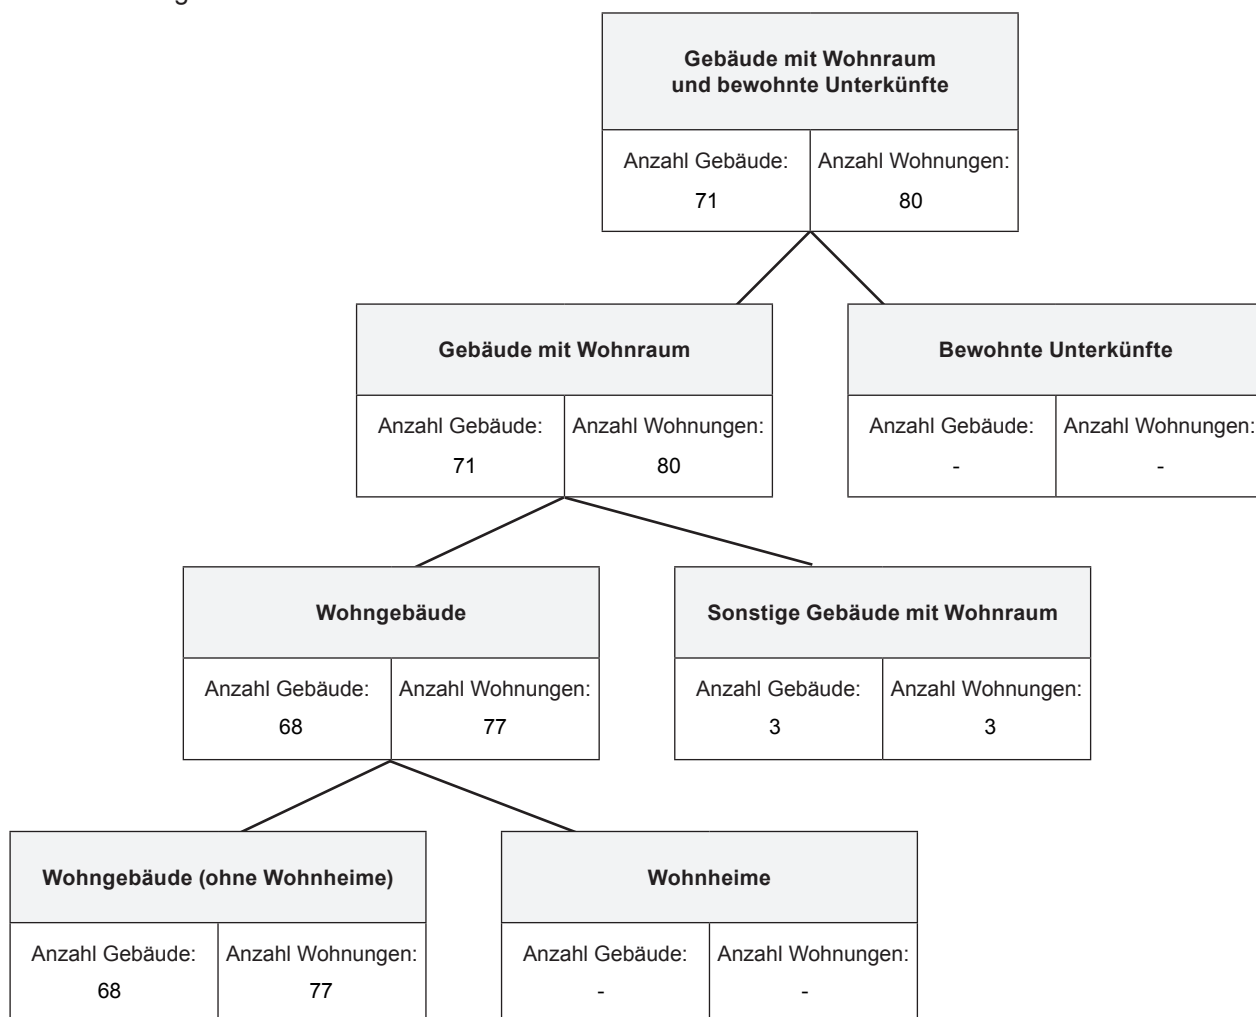 Gebäude mit Wohnraum
und bewohnte Unterkünfte
Anzahl Gebäude: Anzahl Wohnungen:
71 80
Gebäude mit Wohnraum
Bewohnte Unterkünfte
Anzahl Gebäude: Anzahl Wohnungen:
71 80
Anzahl Gebäude: Anzahl Wohnungen:
- -
Wohngebäude
Sonstige Gebäude mit Wohnraum
Anzahl Gebäude: Anzahl Wohnungen:
68 77
Anzahl Gebäude: Anzahl Wohnungen:
3 3
Wohngebäude (ohne Wohnheime)
Wohnheime
Anzahl Gebäude: Anzahl Wohnungen:
68 77
Anzahl Gebäude: Anzahl Wohnungen:
- -